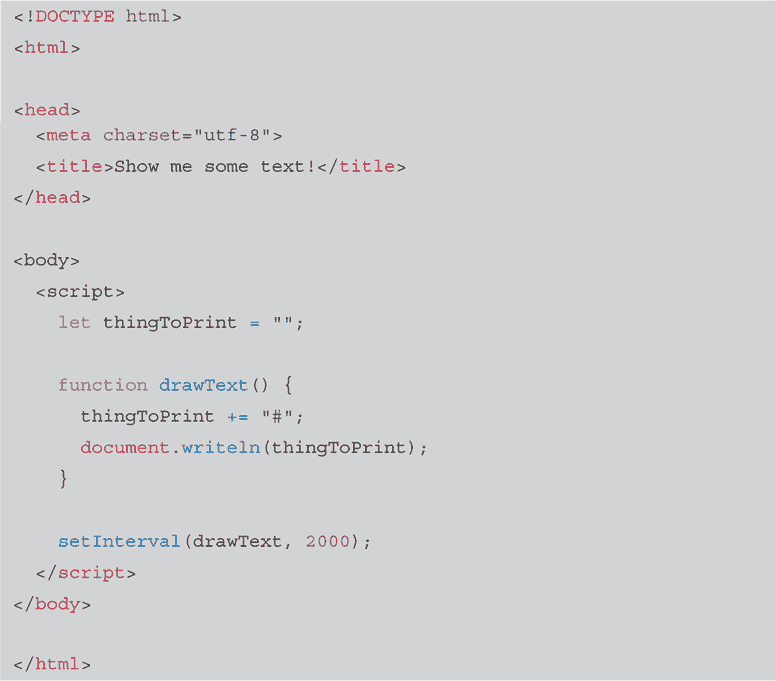 <!DOCTYPE html>
<html>
<head>
<meta charset="utf-8">
<title>Show me some text!</title>
</head>
<body>
<script>
let thingToPrint = "";
function drawText() {
thingToPrint += "#";
document.writeln(thingToPrint);
}
setInterval(drawText, 2000);
</script>
</body>
</html>